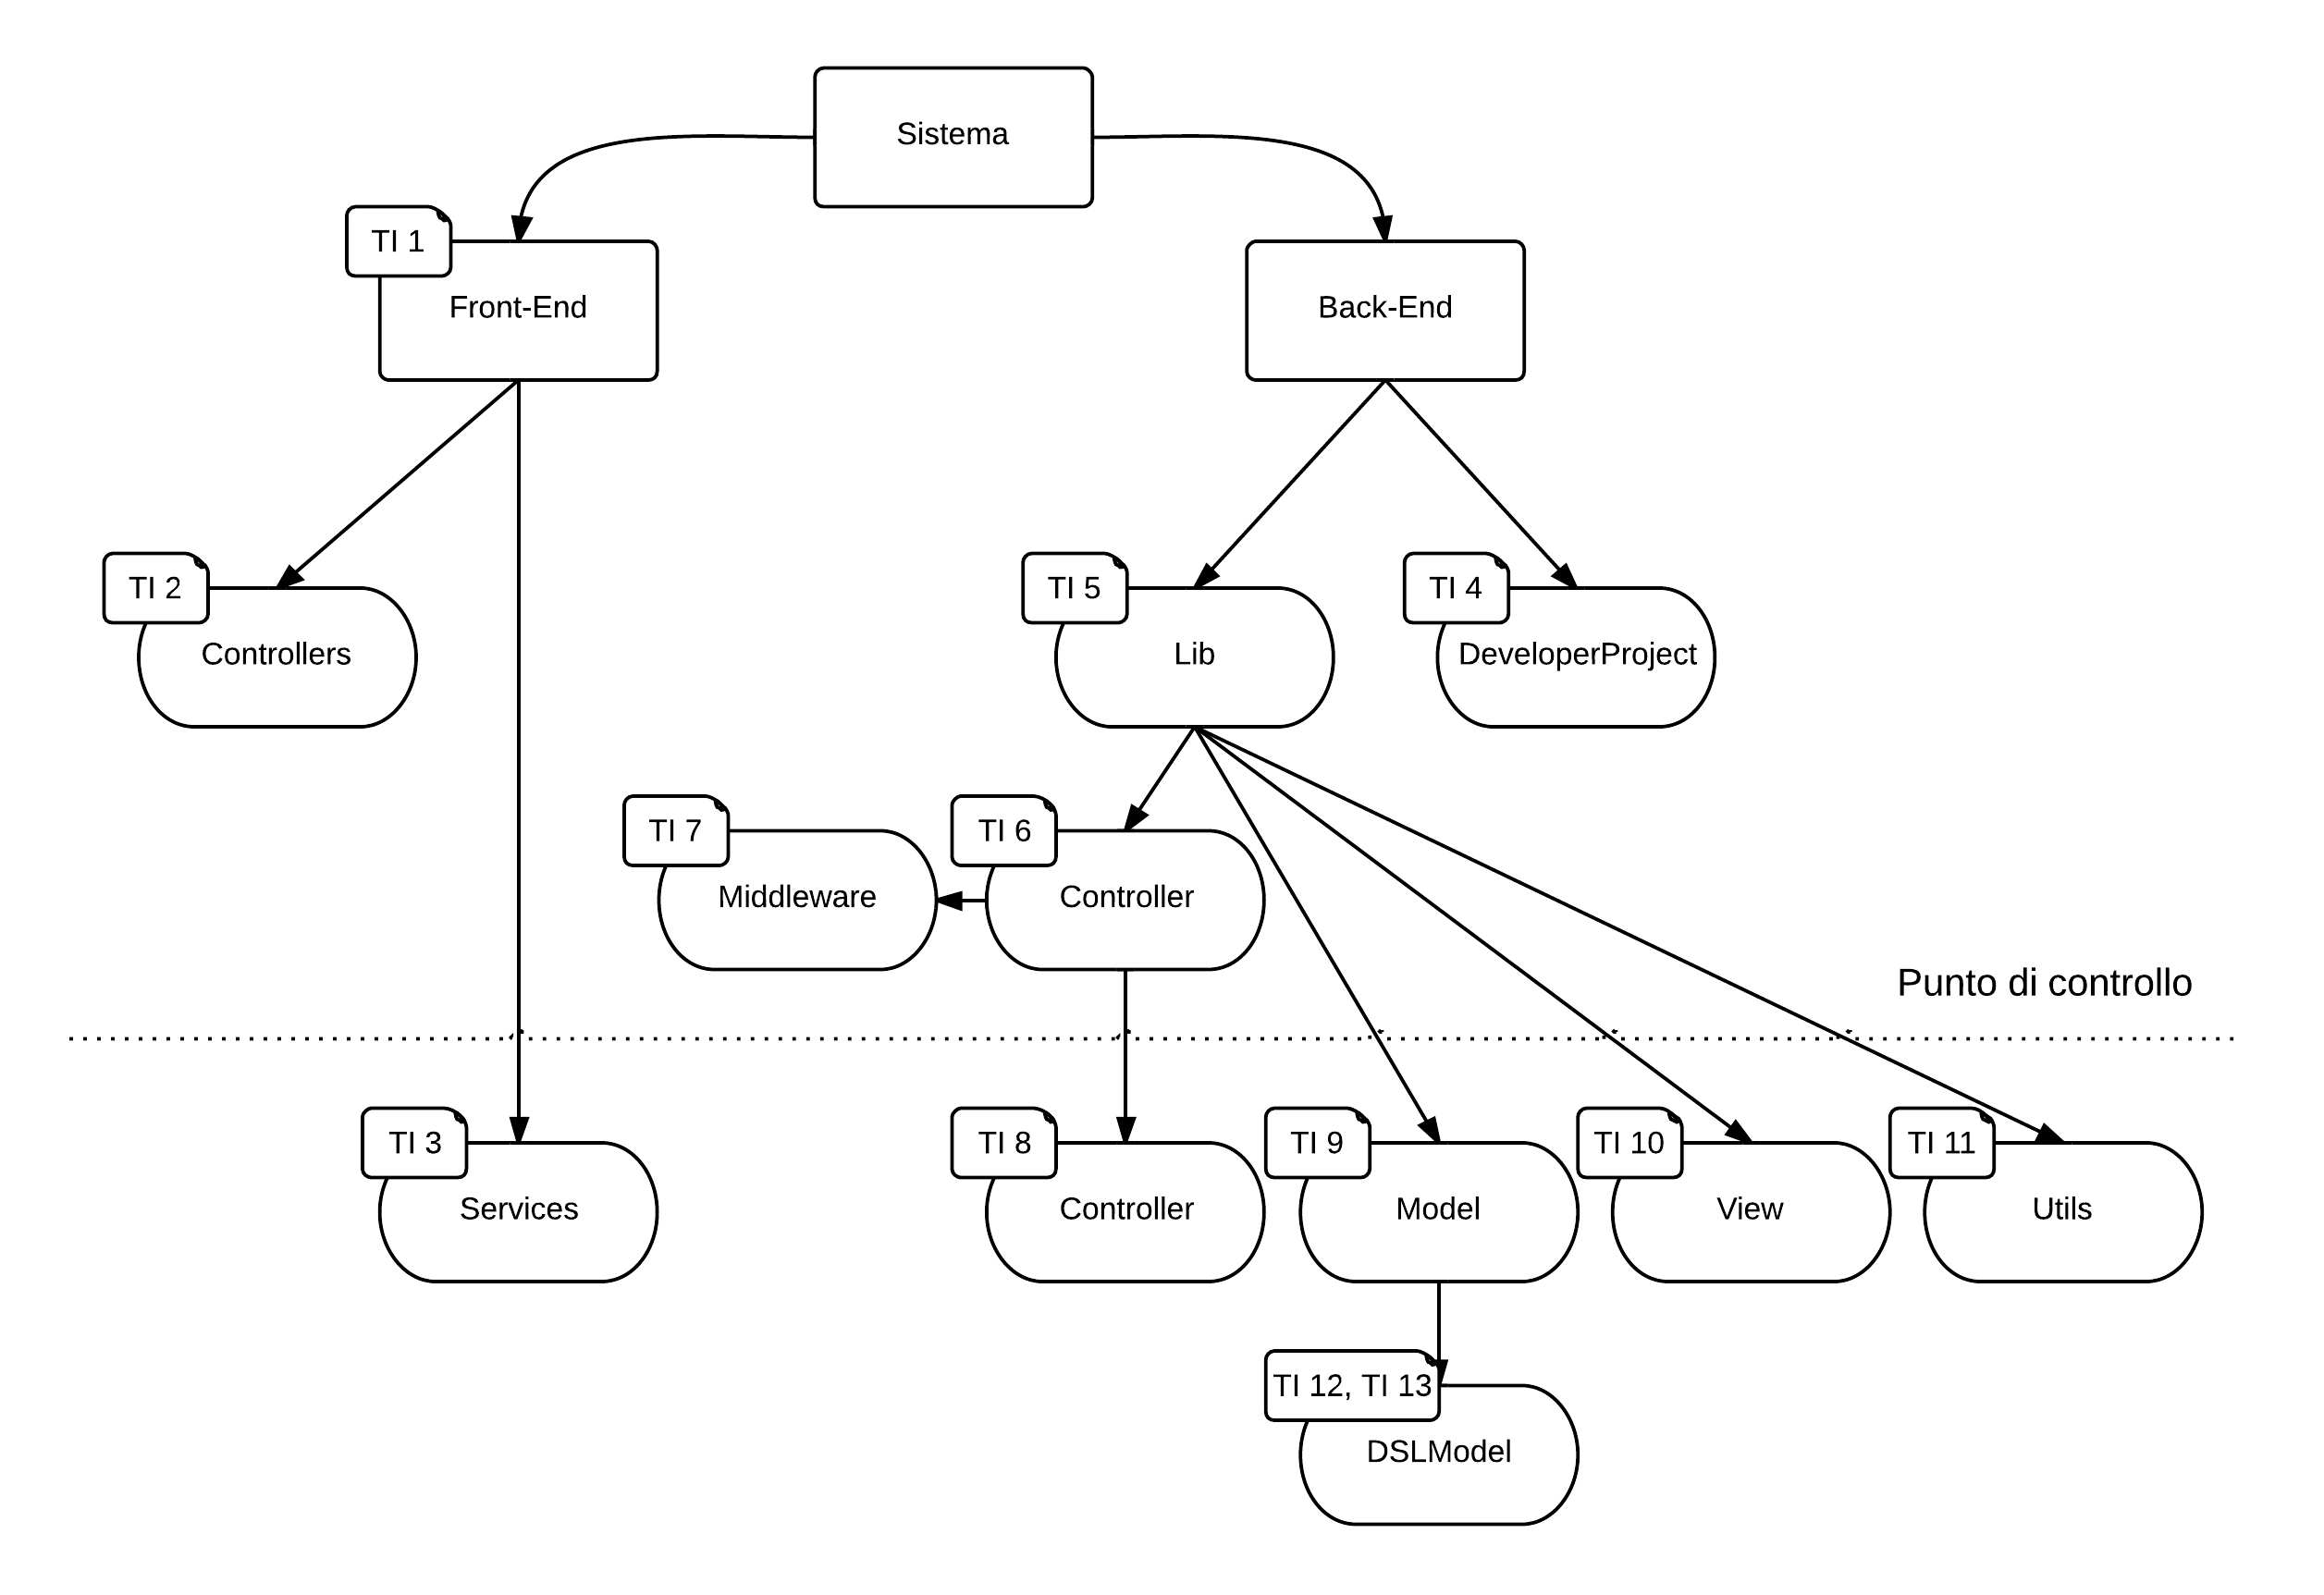 Sistema
TI 1
Front-End
Back-End
TI 2
Controllers
TI 5
Lib
TI 4
DeveloperProject
TI 7
Middleware
TI 6
Controller
Punto di controllo
TI 3
Services
TI 8
Controller
TI 9
Model
TI 10
View
TI 11
Utils
TI 12, TI 13
DSLModel